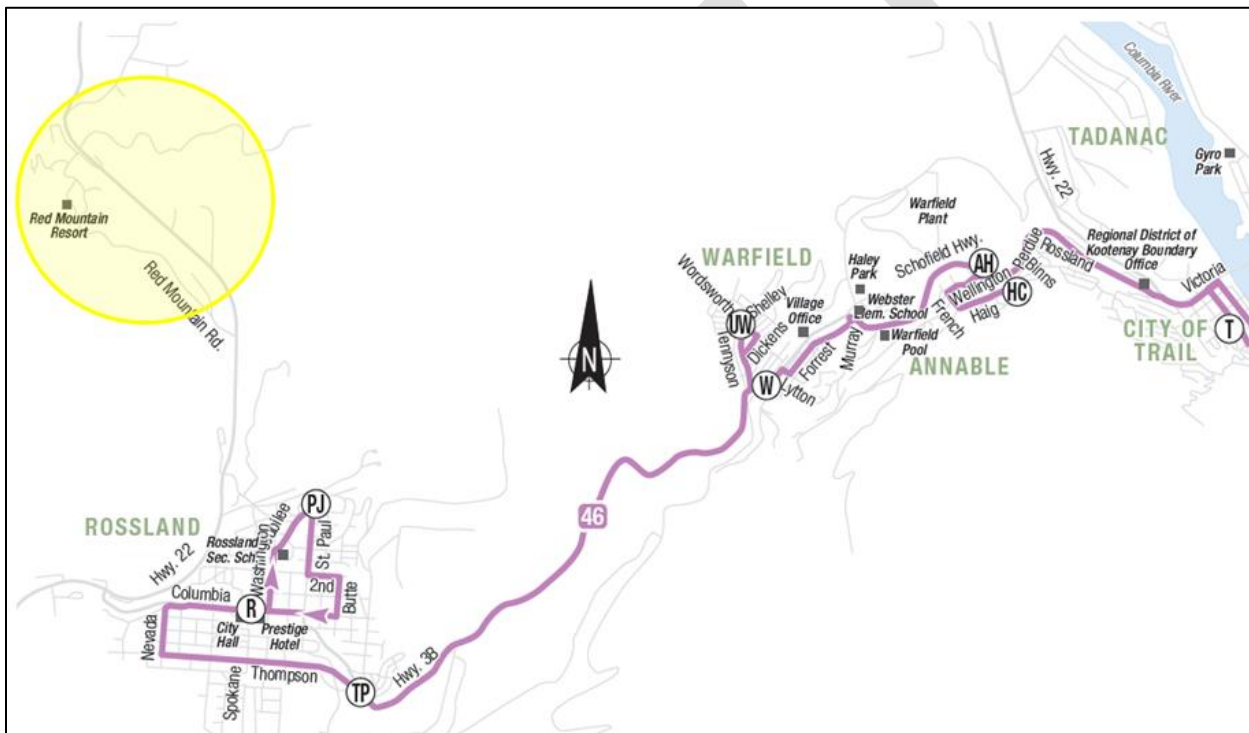 Columbia River
TADANAC
Gyro
Park
Hwy. 22
Red Mountain
Resort
Warfield
Plant
Regional District of
Kootenay Boundary
Office
Perdue
Rossland
Binns
Victoria
WARFIELD
Haley
Park
Schofield Hwy.
AH
Wellington
HC
Haig
French
CITY OF
TRAIL
T
Wordsworth
Shelley
UW
Village
Office
Webster
Elem. School
Dickens
Tennyson
Murray
Warfield
Pool
ANNABLE
Forrest
W
Lytton
Red Mountain Rd.
N
46
PJ
ROSSLAND
Jubilee
Washington
St. Paul
Rossland
Sec. Sch.
Hwy. 22
2nd
Butte
Columbia
R
City
Hall
Prestige
Hotel
Nevada
Spokane
Thompson
TP
Hwy. 3B